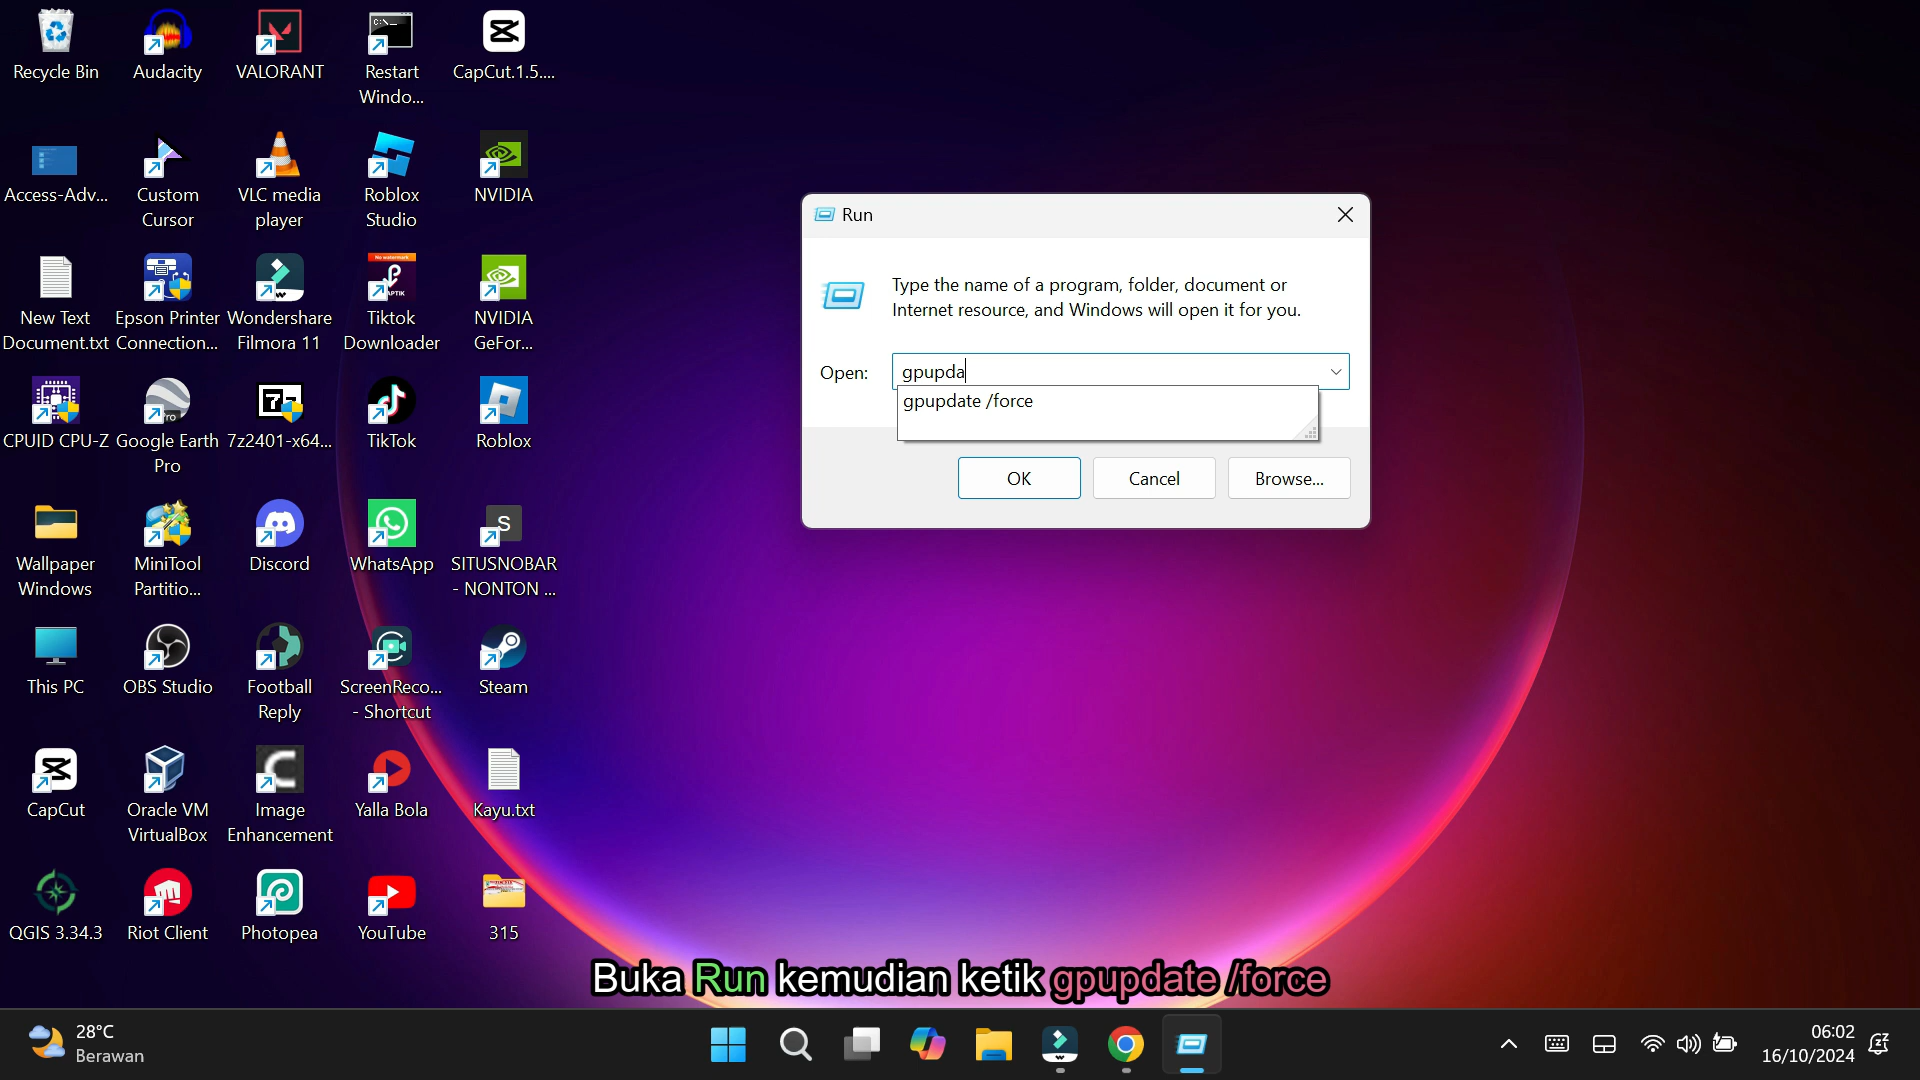 Recycle Bin
Audacity
VALORANT
Restart
Windo...
CapCut.1.5....
Access-Adv...
Custom
Cursor
VLC media
player
Roblox
Studio
NVIDIA
New Text
Document.txt
Epson Printer
Connection...
Wondershare
Filmora 11
No watermark
Tiktok
Downloader
NVIDIA
GeFor...
CPUID CPU-Z
Google Earth
Pro
7z2401-x64...
TikTok
Roblox
Wallpaper
Windows
MiniTool
Partitio...
Discord
WhatsApp
S
SITUSNOBAR
- NONTON ...
This PC
OBS Studio
Football
Reply
ScreenReco...
- Shortcut
Steam
CapCut
Oracle VM
VirtualBox
Image
Enhancement
Yalla Bola
Kayu.txt
QGIS 3.34.3
Riot Client
Photopea
YouTube
315
Run
Type the name of a program, folder, document or
Internet resource, and Windows will open it for you.
Open:
gpupda
gpupdate /force
OK
Cancel
Browse...
Buka Run kemudian ketik gpupdate /force
28°C
Berawan
06:02
16/10/2024